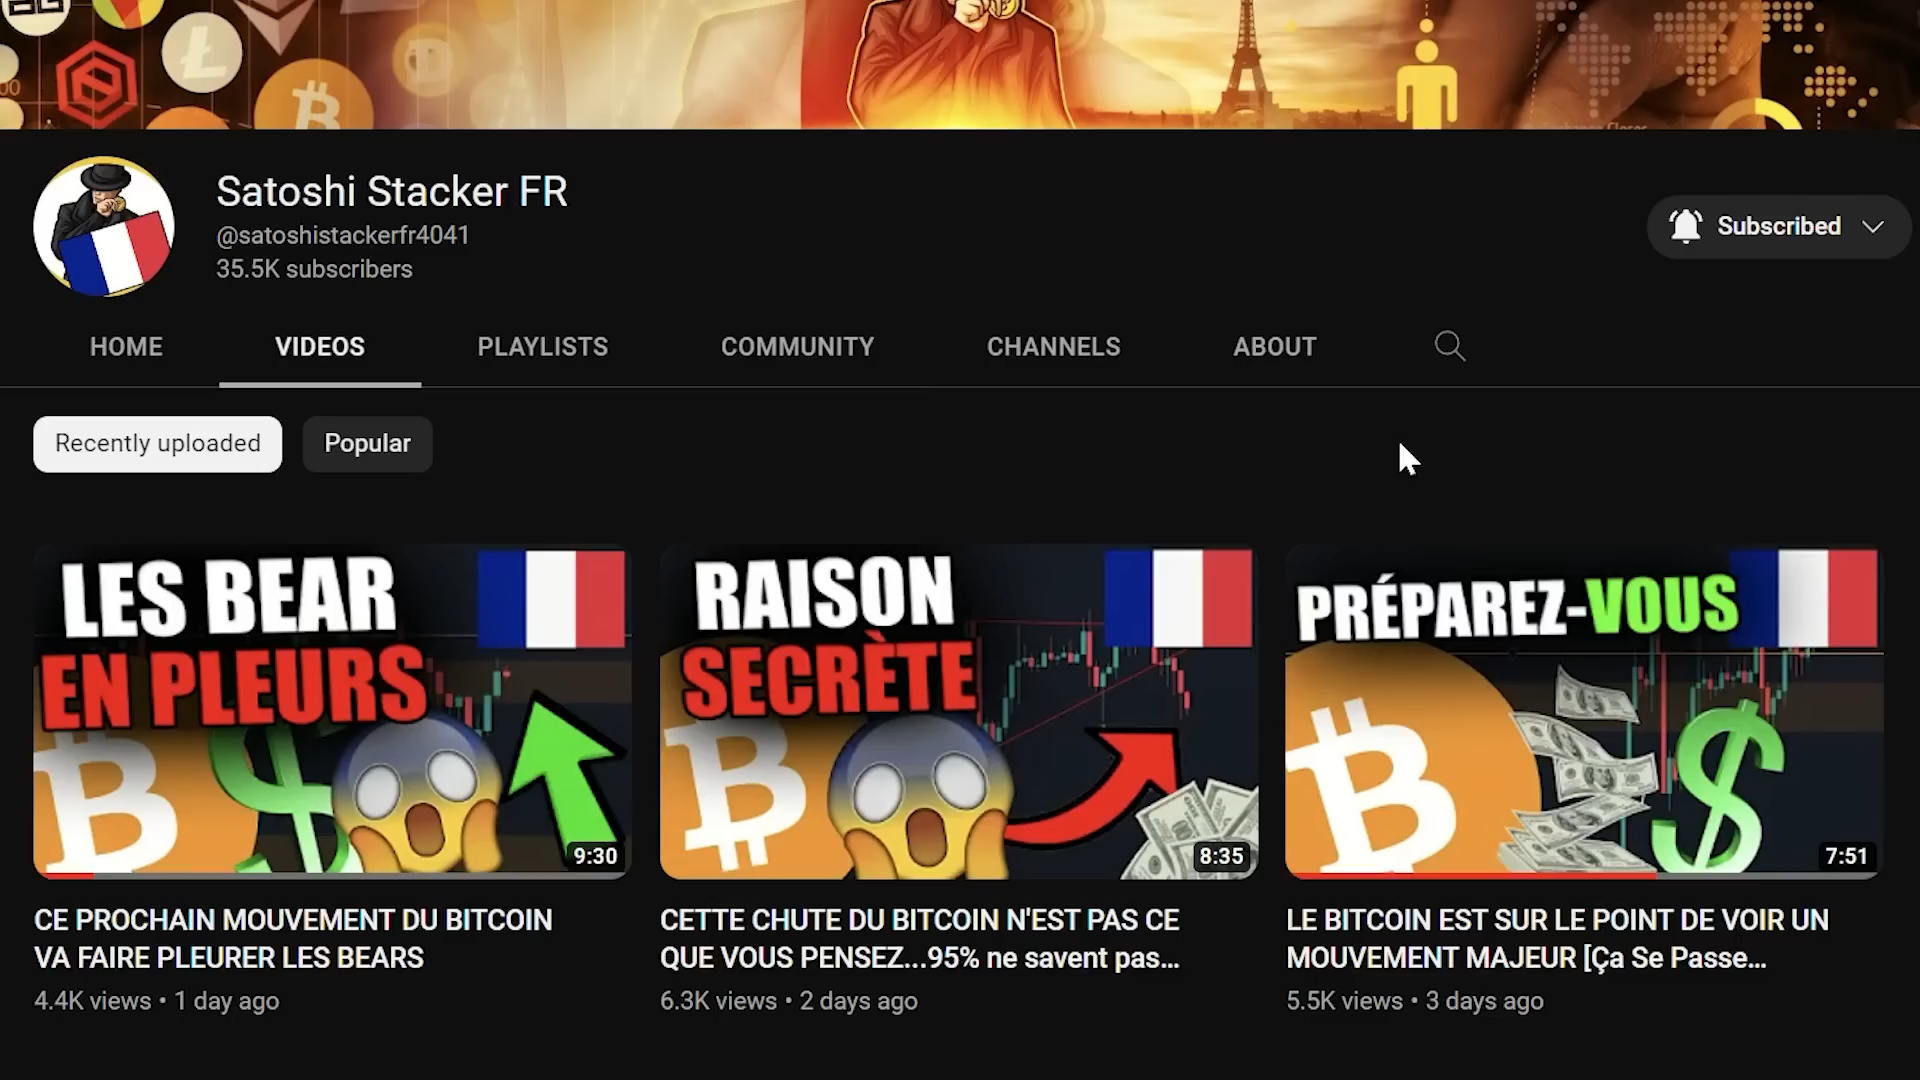 Satoshi Stacker FR
@satoshistackerfr4041
35.5K subscribers
Subscribed
HOME
VIDEOS
PLAYLISTS
COMMUNITY
CHANNELS
ABOUT
Recently uploaded
Popular
LES BEAR
EN PLEURS
9:30
RAISON
SECRÈTE
8:35
PRÉPAREZ-VOUS
7:51
CE PROCHAIN MOUVEMENT DU BITCOIN
VA FAIRE PLEURER LES BEARS
4.4K views • 1 day ago
CETTE CHUTE DU BITCOIN N'EST PAS CE
QUE VOUS PENSEZ...95% ne savent pas...
6.3K views • 2 days ago
LE BITCOIN EST SUR LE POINT DE VOIR UN
MOUVEMENT MAJEUR [Ça Se Passe...
5.5K views • 3 days ago